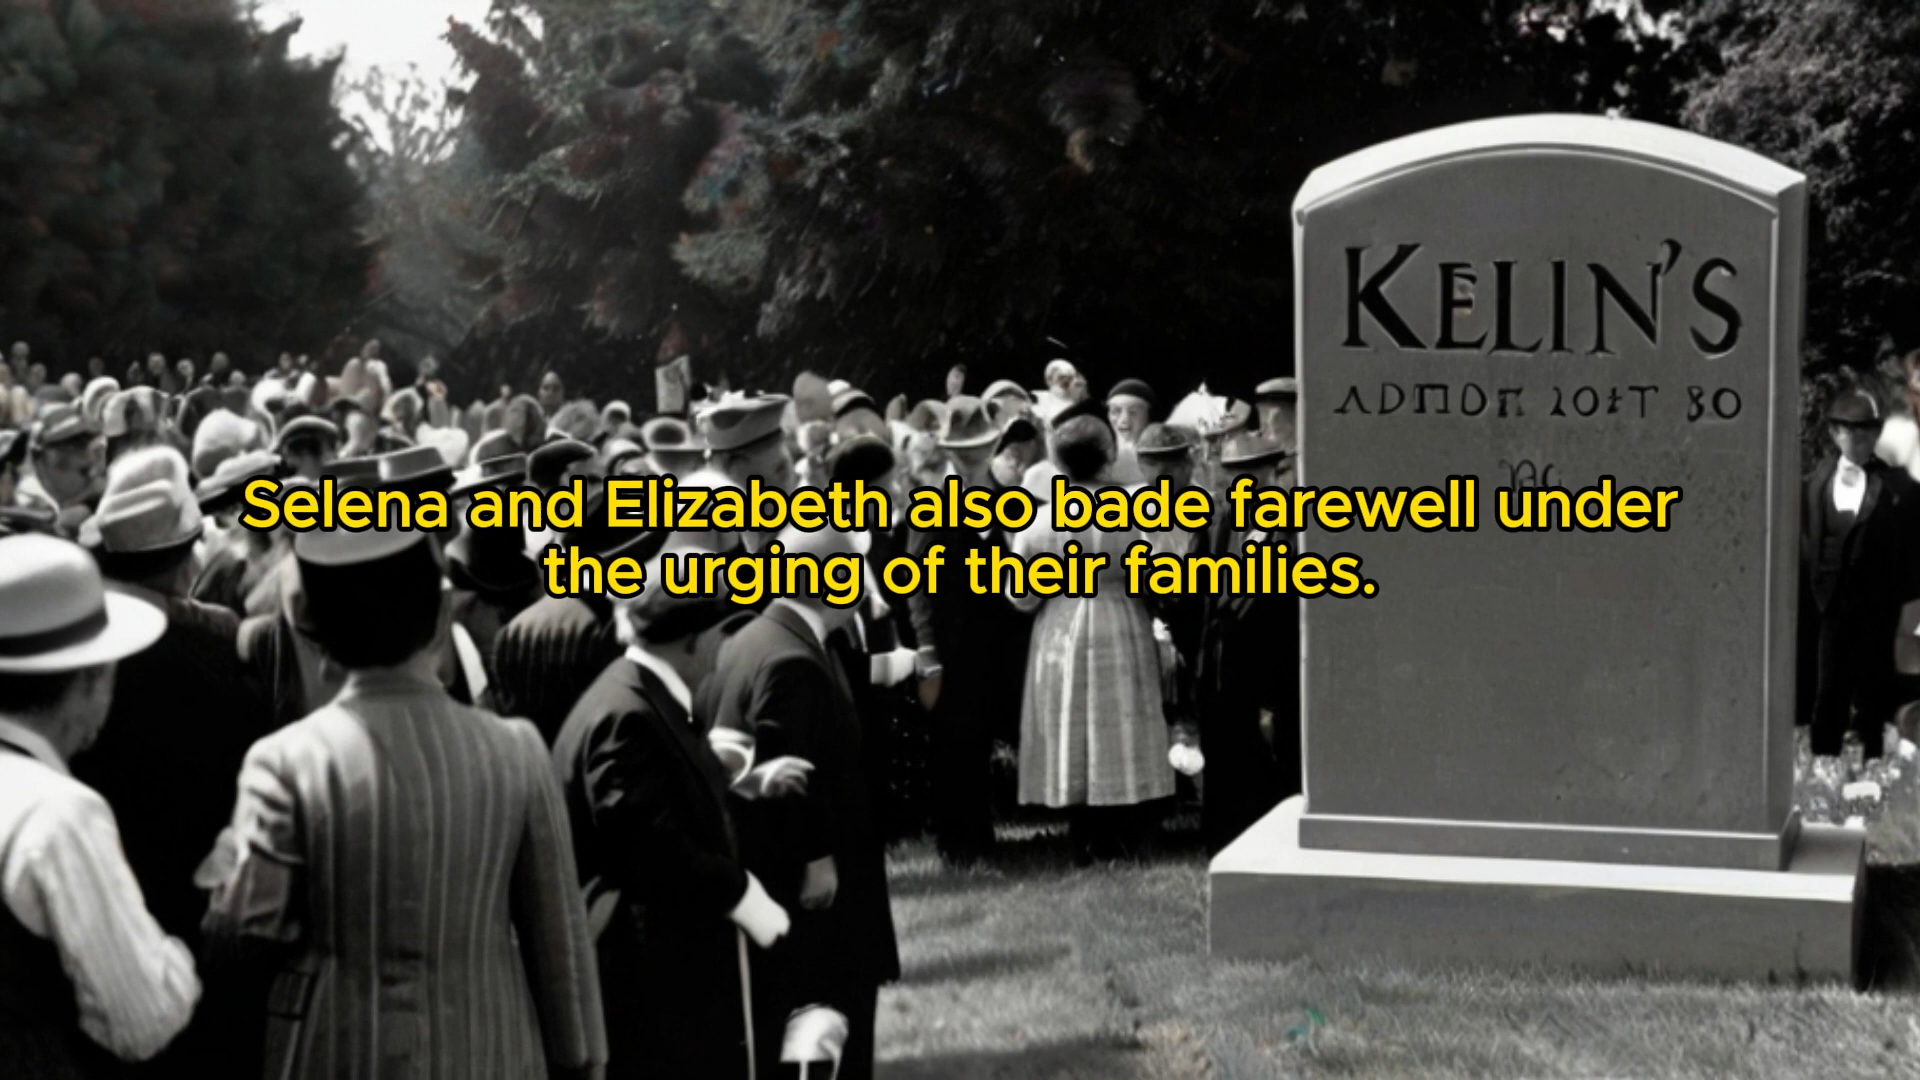 KELIN'S
Selena and Elizabeth also bade farewell under
the urging of their families.